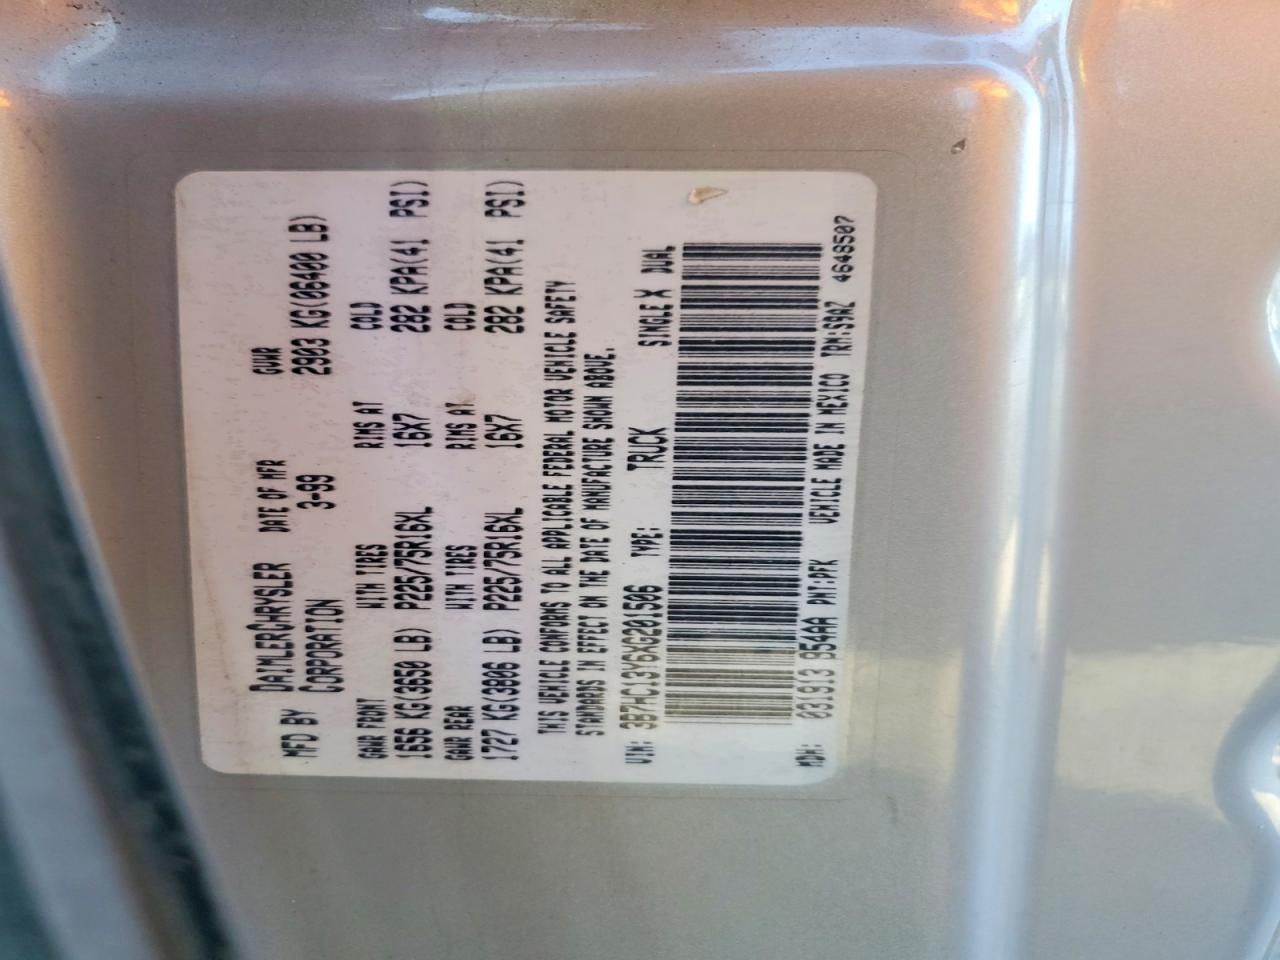 MFD BY DAIMLERCHRYSLER CORPORATION DATE OF MFR 3-99 GVWR 2903 KG(06400 LB)
GAWR FRONT WITH TIRES RIMS AT COLD
1656 KG(3650 LB) P225/75R16XL 16X7 282 KPA(41 PSI)
GAWR REAR WITH TIRES RIMS AT COLD
1727 KG(3806 LB) P225/75R16XL 16X7 282 KPA(41 PSI)
THIS VEHICLE CONFORMS TO ALL APPLICABLE FEDERAL MOTOR VEHICLE SAFETY
STANDARDS IN EFFECT ON THE DATE OF MANUFACTURE SHOWN ABOVE.
VIN: 3B7HC13Y6XG201506 TYPE: TRUCK SINGLE X DUAL
MDH: 031913 B54AA PNT:PFK VEHICLE MADE IN MEXICO TRM:S9AZ 4648507